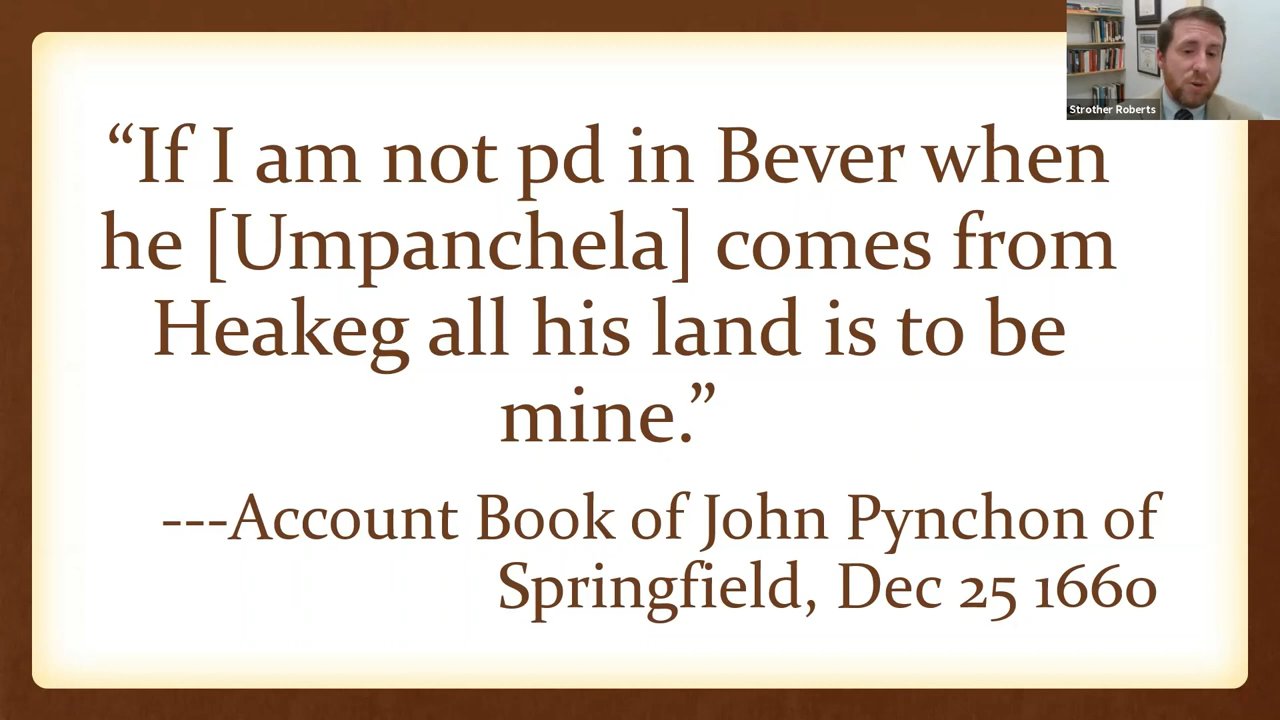 Strother Roberts
“If I am not pd in Bever when
he [Umpanchela] comes from
Heakeg all his land is to be
mine.”
---Account Book of John Pynchon of
Springfield, Dec 25 1660